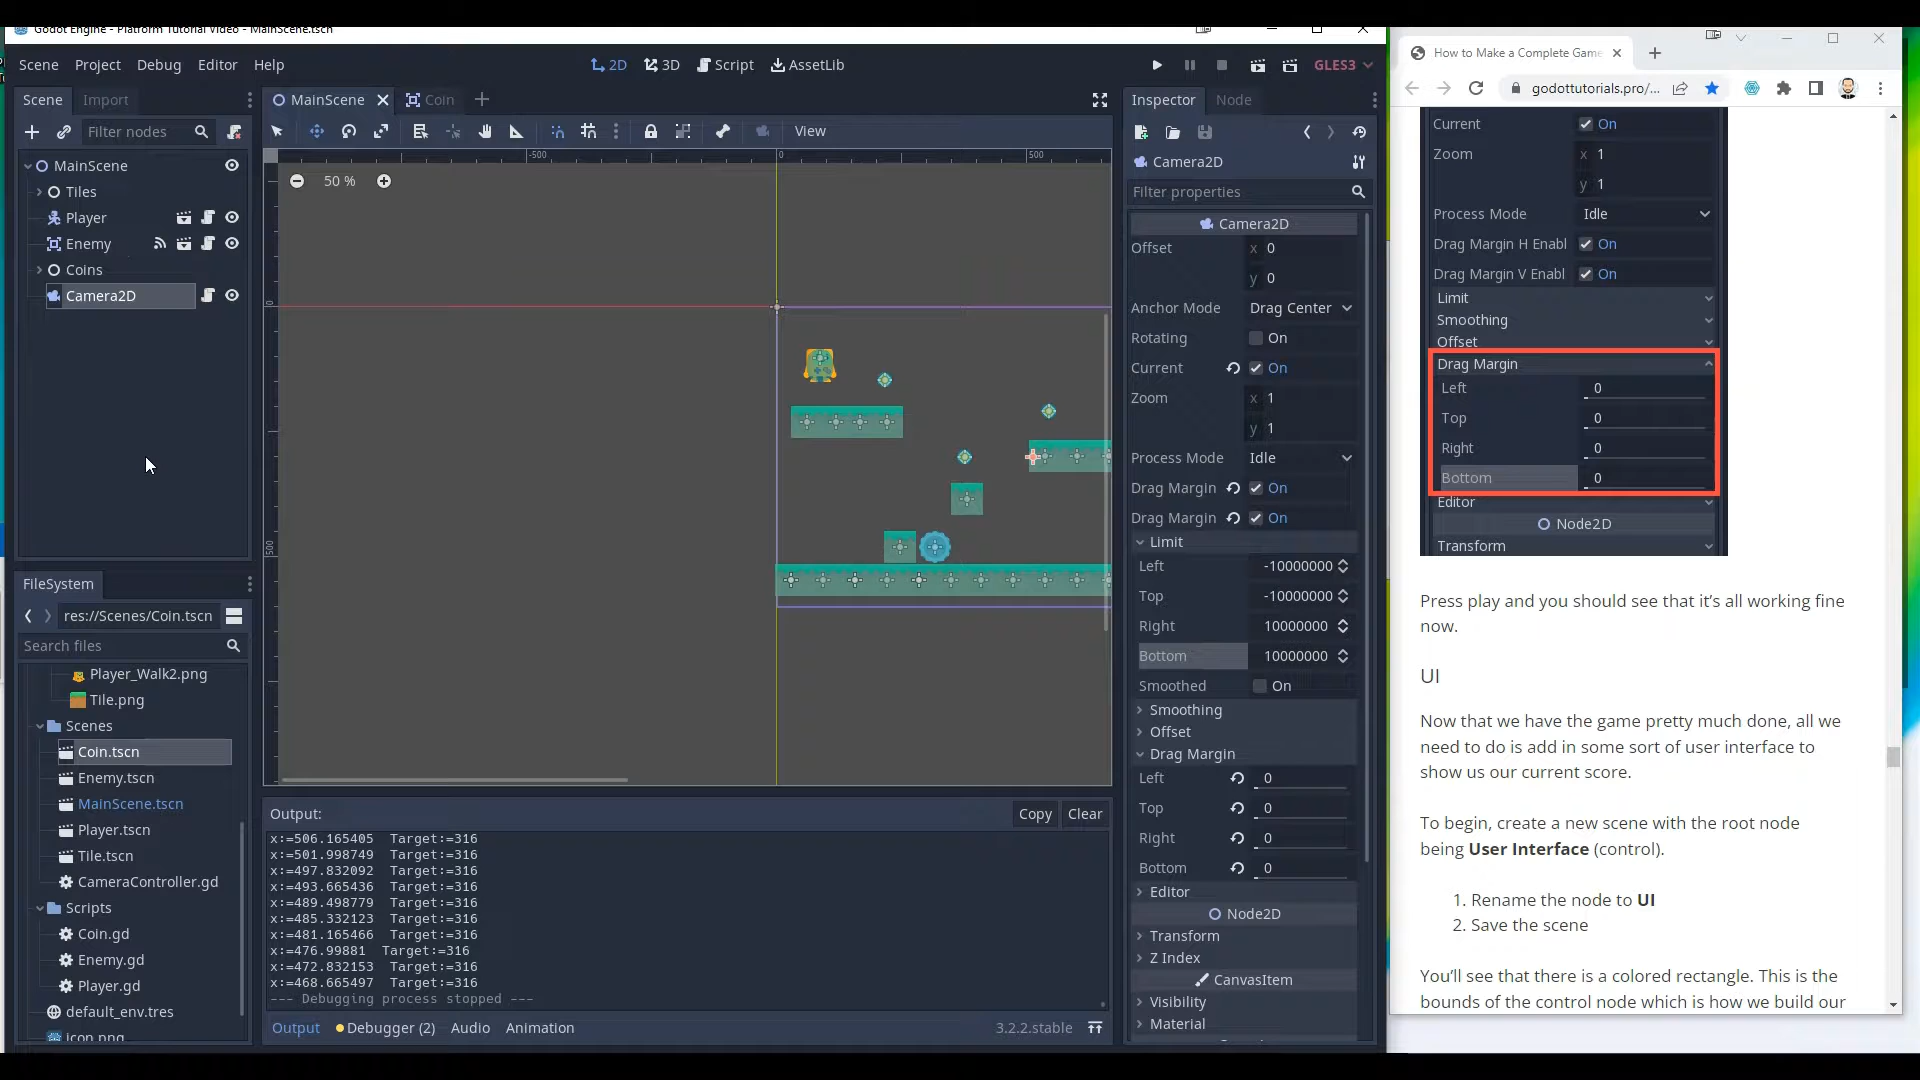 Godot Engine - Platform Tutorial Video - MainScene.tscn
Scene Project Debug Editor Help
2D 3D Script AssetLib
GLES3
Scene Import
Filter nodes
MainScene
Tiles
Player
Enemy
Coins
Camera2D
FileSystem
res://Scenes/Coin.tscn
Search files
Player_Walk2.png
Tile.png
Scenes
Coin.tscn
Enemy.tscn
MainScene.tscn
Player.tscn
Tile.tscn
CameraController.gd
Scripts
Coin.gd
Enemy.gd
Player.gd
default_env.tres
icon.png
MainScene Coin
View
-500 0 500
50 %
0
500
Output:
Copy Clear
x:=506.165405 Target:=316
x:=501.998749 Target:=316
x:=497.832092 Target:=316
x:=493.665436 Target:=316
x:=489.498779 Target:=316
x:=485.332123 Target:=316
x:=481.165466 Target:=316
x:=476.99881 Target:=316
x:=472.832153 Target:=316
x:=468.665497 Target:=316
--- Debugging process stopped ---
Output Debugger (2) Audio Animation 3.2.2.stable
Inspector Node
Camera2D
Filter properties
Camera2D
Offset x 0
y 0
Anchor Mode Drag Center
Rotating On
Current On
Zoom x 1
y 1
Process Mode Idle
Drag Margin On
Drag Margin On
Limit
Left -10000000
Top -10000000
Right 10000000
Bottom 10000000
Smoothed On
Smoothing
Offset
Drag Margin
Left 0
Top 0
Right 0
Bottom 0
Editor
Node2D
Transform
Z Index
CanvasItem
Visibility
Material
How to Make a Complete Game
godottutorials.pro/...
Current On
Zoom x 1
y 1
Process Mode Idle
Drag Margin H Enabl On
Drag Margin V Enabl On
Limit
Smoothing
Offset
Drag Margin
Left 0
Top 0
Right 0
Bottom 0
Editor
Node2D
Transform
Press play and you should see that it's all working fine
now.
UI
Now that we have the game pretty much done, all we
need to do is add in some sort of user interface to
show us our current score.
To begin, create a new scene with the root node
being User Interface (control).
1. Rename the node to UI
2. Save the scene
You'll see that there is a colored rectangle. This is the
bounds of the control node which is how we build our